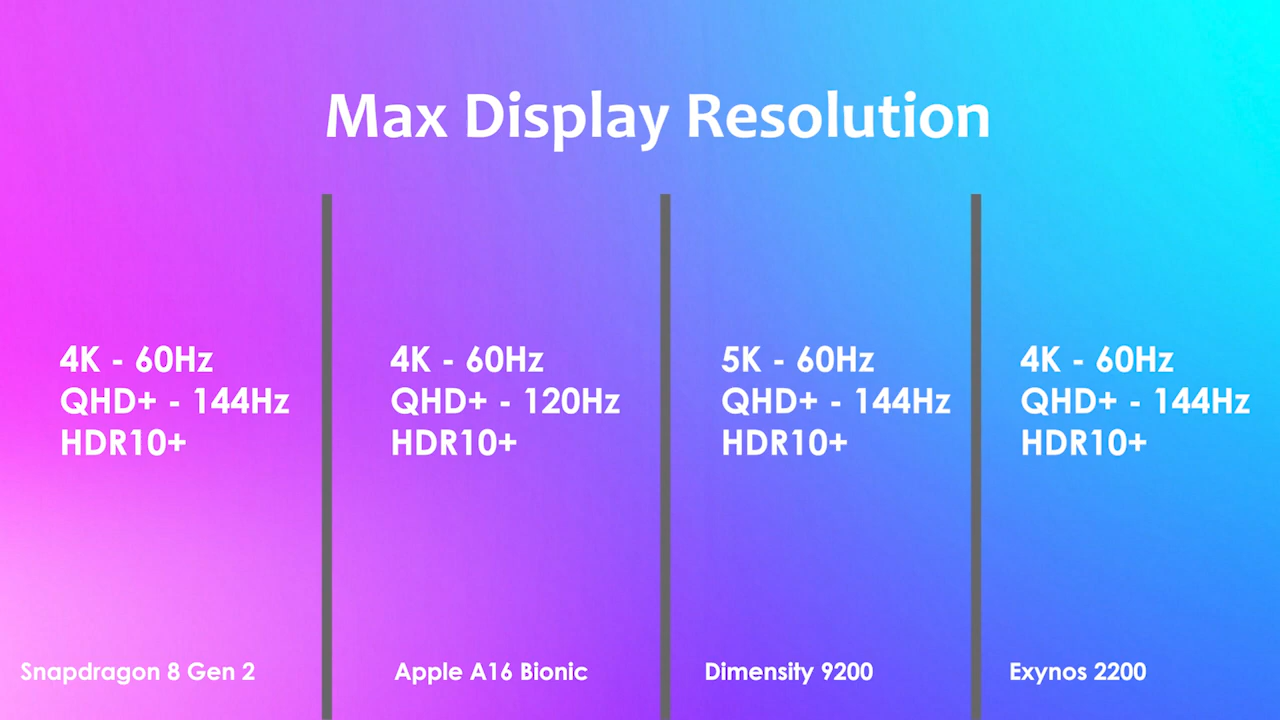 Max Display Resolution
4K - 60Hz
QHD+ - 144Hz
HDR10+
Snapdragon 8 Gen 2
4K - 60Hz
QHD+ - 120Hz
HDR10+
Apple A16 Bionic
5K - 60Hz
QHD+ - 144Hz
HDR10+
Dimensity 9200
4K - 60Hz
QHD+ - 144Hz
HDR10+
Exynos 2200